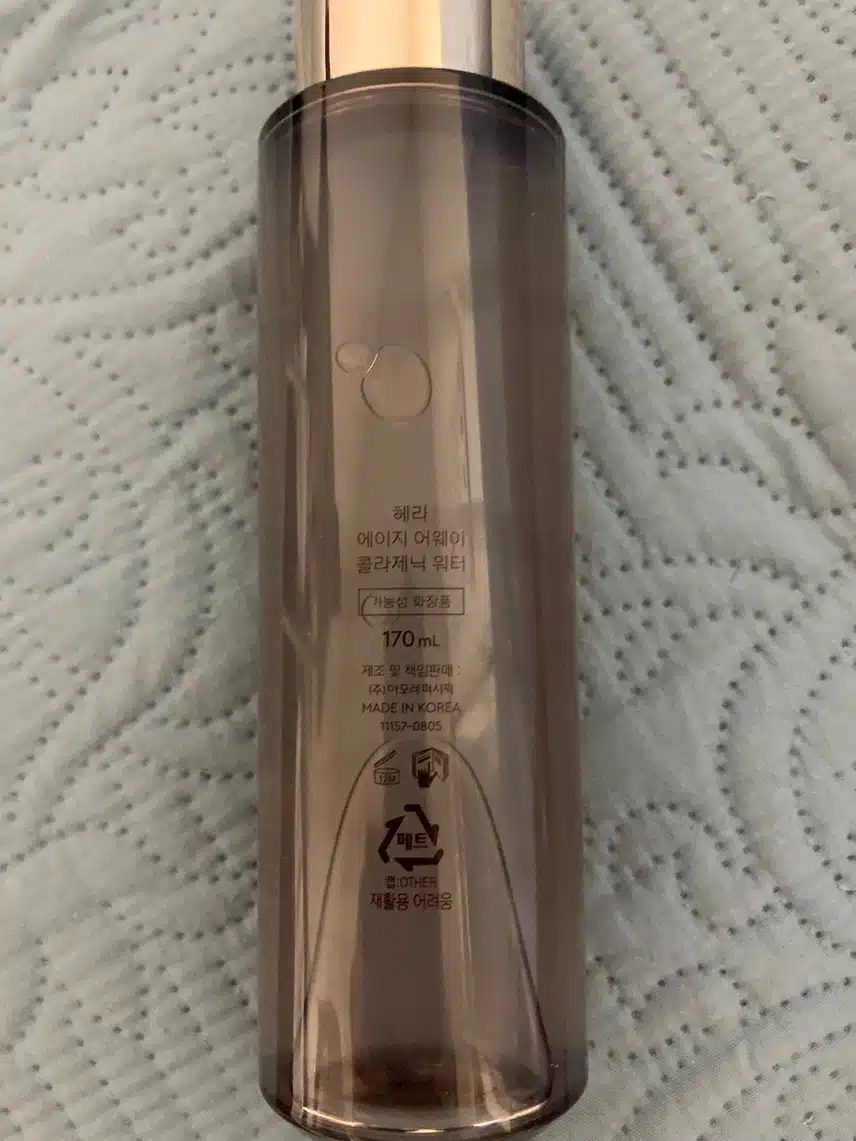 헤라
에이지 어웨이
콜라제닉 워터
기능성 화장품
170 mL
제조 및 책임판매 :
(주)아모레퍼시픽
MADE IN KOREA
11157-0805
12M
페트
캡:OTHER
재활용 어려움